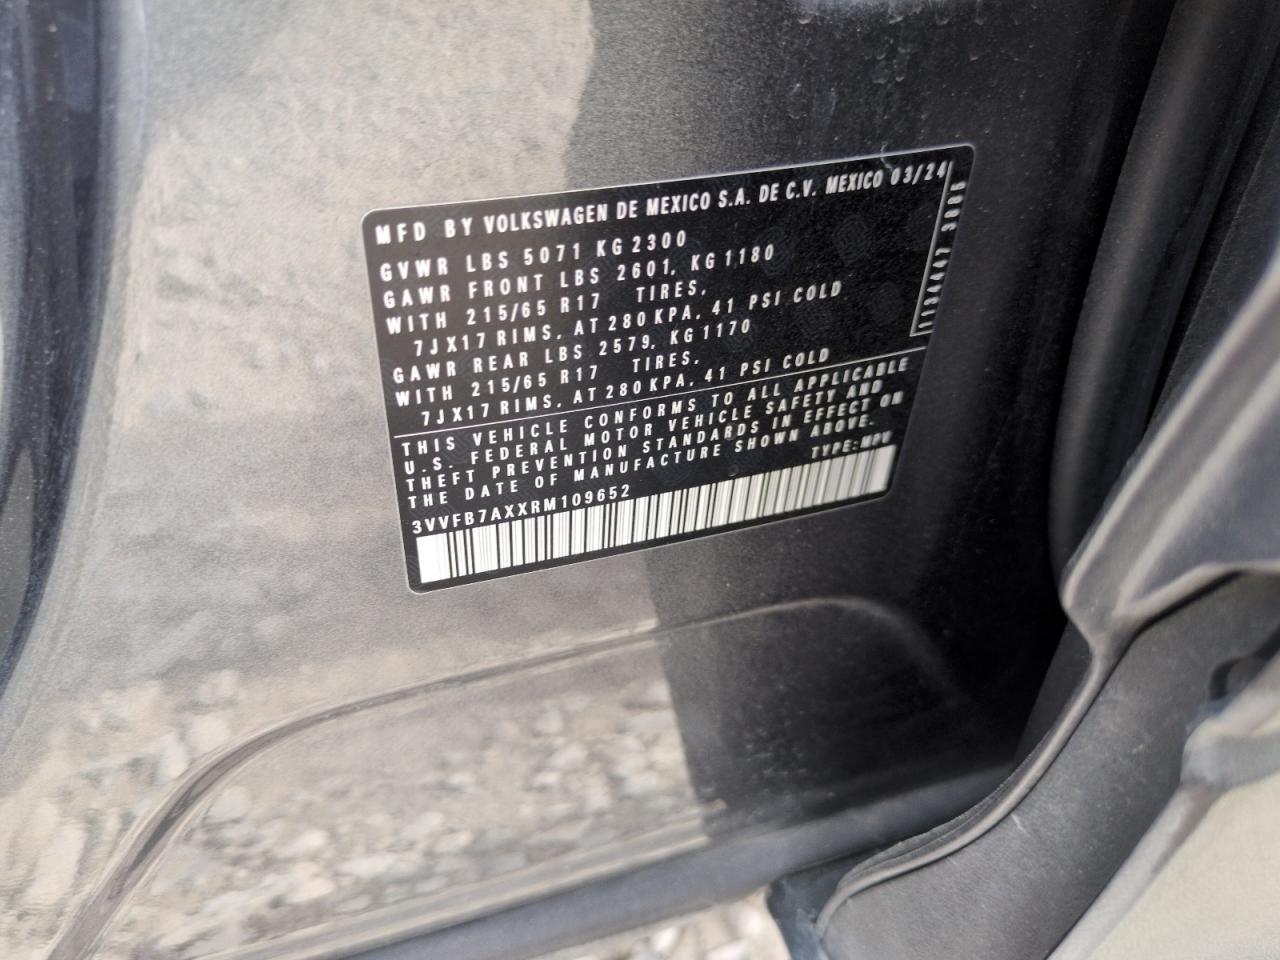 MFD BY VOLKSWAGEN DE MEXICO S.A. DE C.V. MEXICO 03/24
GVWR LBS 5071 KG 2300
GAWR FRONT LBS 2601, KG 1180
WITH 215/65 R17 TIRES,
7JX17 RIMS, AT 280 KPA, 41 PSI COLD
GAWR REAR LBS 2579, KG 1170
WITH 215/65 R17 TIRES,
7JX17 RIMS, AT 280 KPA, 41 PSI COLD
THIS VEHICLE CONFORMS TO ALL APPLICABLE
U.S. FEDERAL MOTOR VEHICLE SAFETY AND
THEFT PREVENTION STANDARDS IN EFFECT ON
THE DATE OF MANUFACTURE SHOWN ABOVE.
TYPE: MPV
3VVFB7AXXRM109652